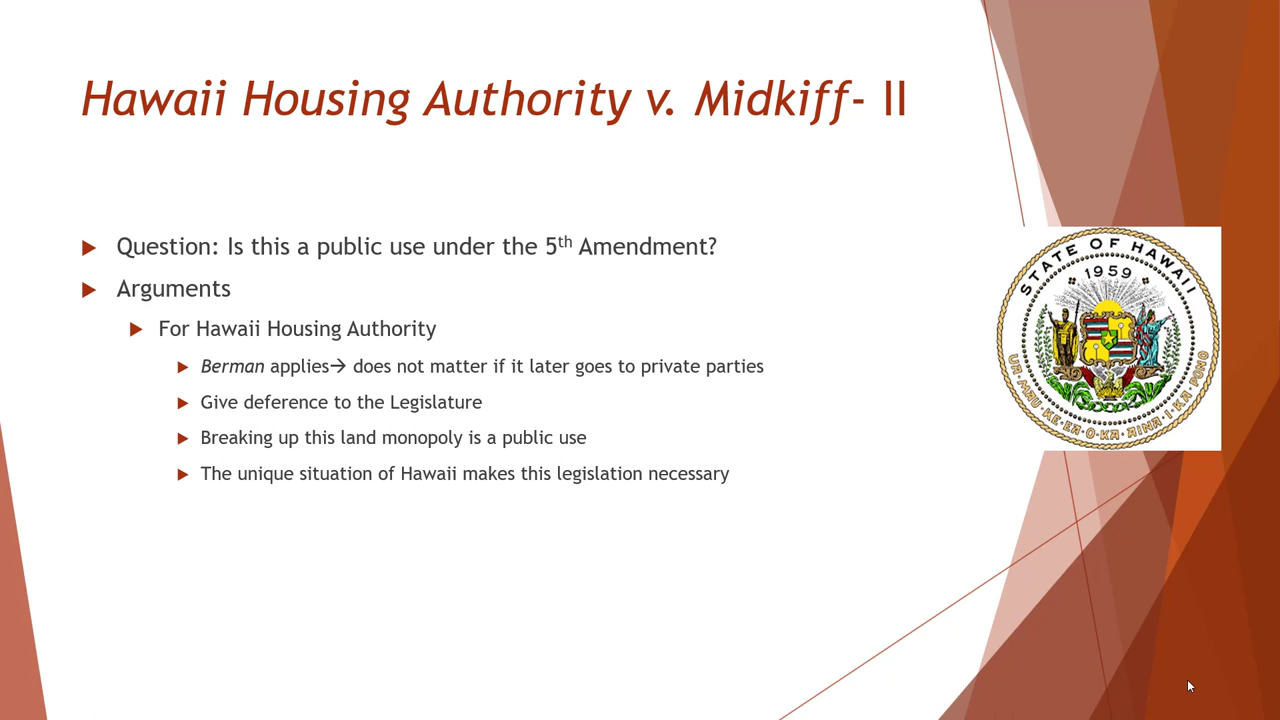 Hawaii Housing Authority v. Midkiff- II
Question: Is this a public use under the 5th Amendment?
Arguments
For Hawaii Housing Authority
Berman applies→ does not matter if it later goes to private parties
Give deference to the Legislature
Breaking up this land monopoly is a public use
The unique situation of Hawaii makes this legislation necessary
STATE OF HAWAII
1959
UA·MAU·KE·EA·O·KA·AINA·I·KA·PONO